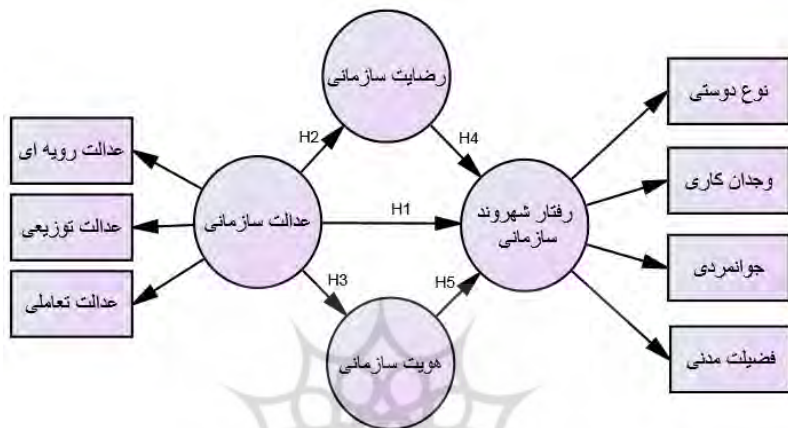 رضایت سازمانی
نوع دوستی
عدالت رویه ای
H2
H4
وجدان کاری
عدالت توزیعی
عدالت سازمانی
H1
رفتار شهروند
سازمانی
جوانمردی
عدالت تعاملی
H3
H5
فضیلت مدنی
هویت سازمانی